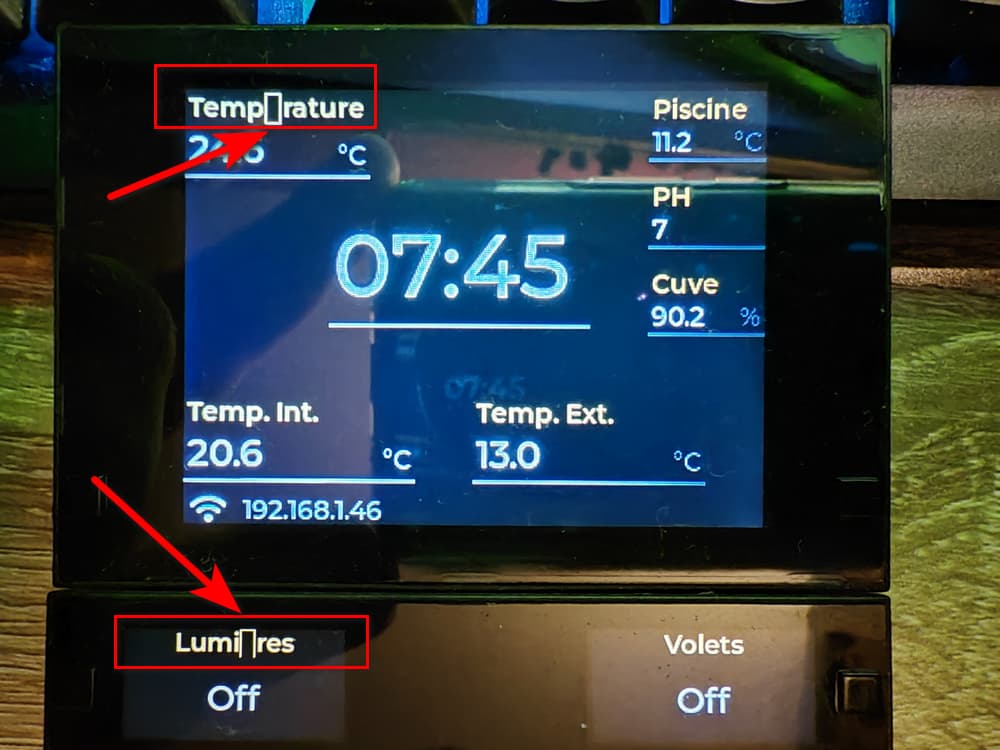 Temp▯rature
°C
Piscine
11.2 °C
PH
7
07:45
Cuve
90.2 %
07:45
Temp. Int.
20.6 °C
Temp. Ext.
13.0 °C
192.168.1.46
Lumi▯res
Off
Volets
Off